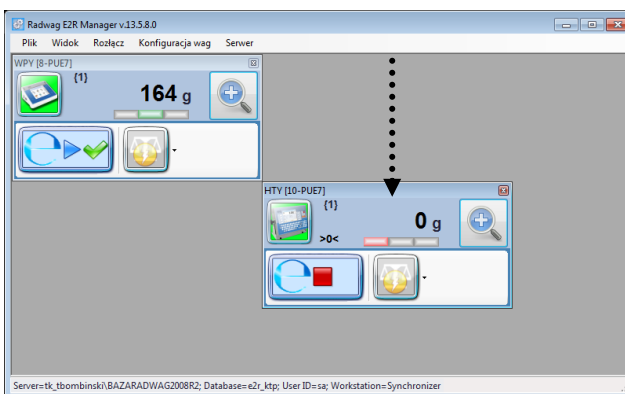 Radwag E2R Manager v.13.5.8.0
Plik Widok Rozłącz Konfiguracja wag Serwer
WPY [8-PUE7]
{1}
164 g
HTY [10-PUE7]
{1}
0 g
>0<
Server=tk_tbombinski\BAZARADWAG2008R2; Database=e2r_ktp; User ID=sa; Workstation=Synchronizer